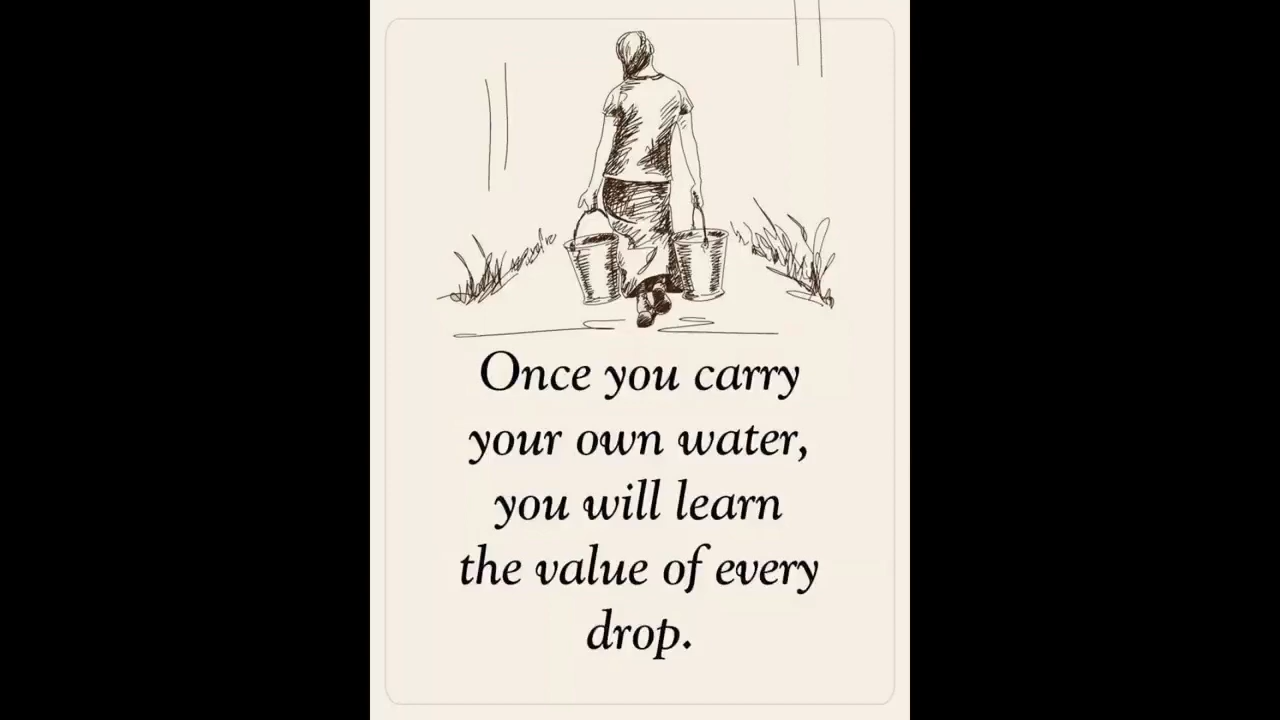 Once you carry
your own water,
you will learn
the value of every
drop.